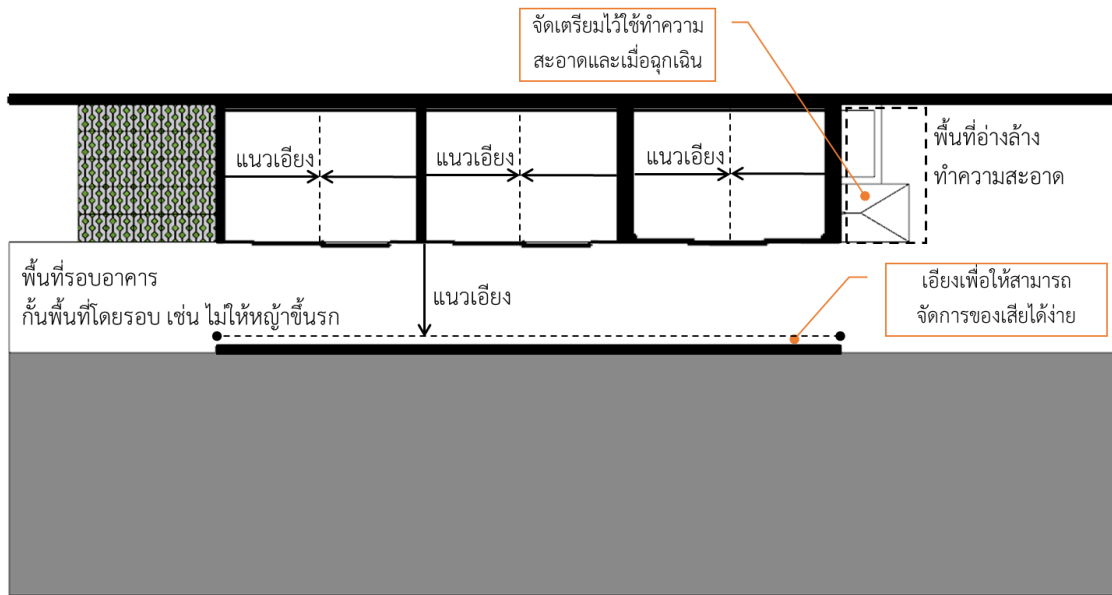 จัดเตรียมไว้ใช้ทำความ
สะอาดและเมื่อฉุกเฉิน
แนวเอียง
แนวเอียง
แนวเอียง
พื้นที่อ่างล้าง
ทำความสะอาด
พื้นที่รอบอาคาร
กั้นพื้นที่โดยรอบ เช่น ไม่ให้หญ้าขึ้นรก
แนวเอียง
เอียงเพื่อให้สามารถ
จัดการของเสียได้ง่าย